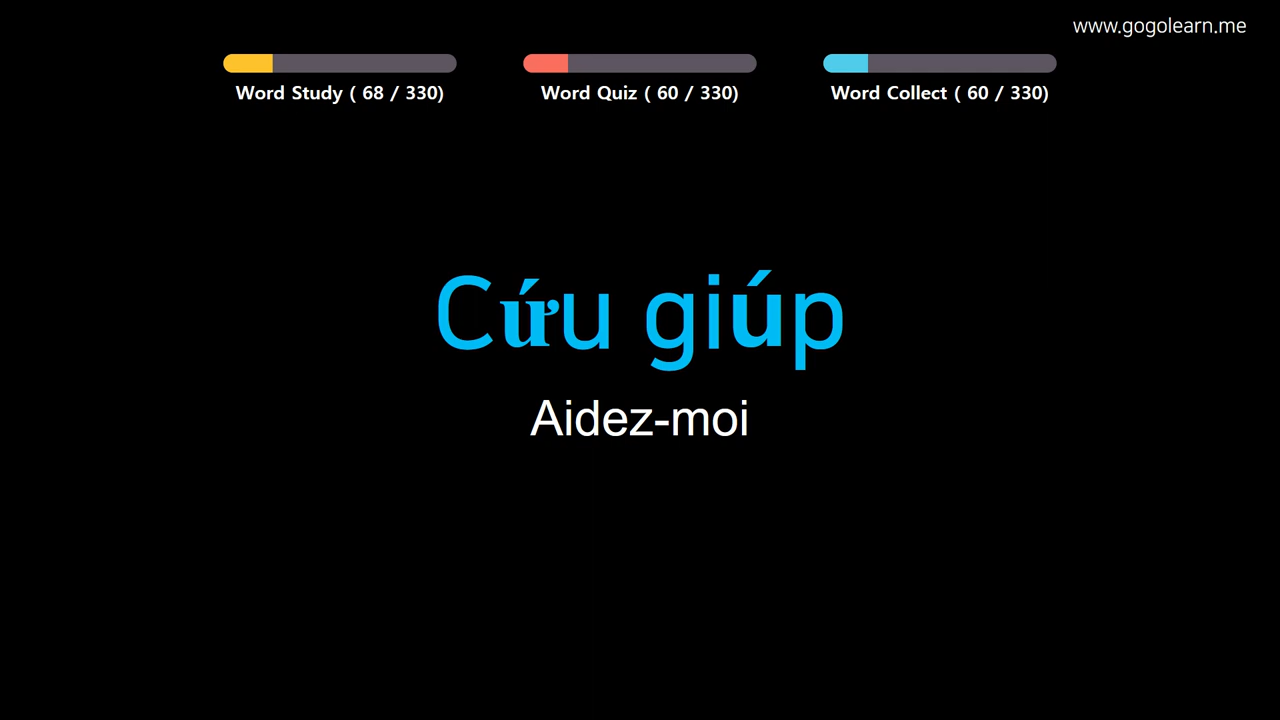 www.gogolearn.me
Word Study ( 68 / 330)
Word Quiz ( 60 / 330)
Word Collect ( 60 / 330)
Cứu giúp
Aidez-moi